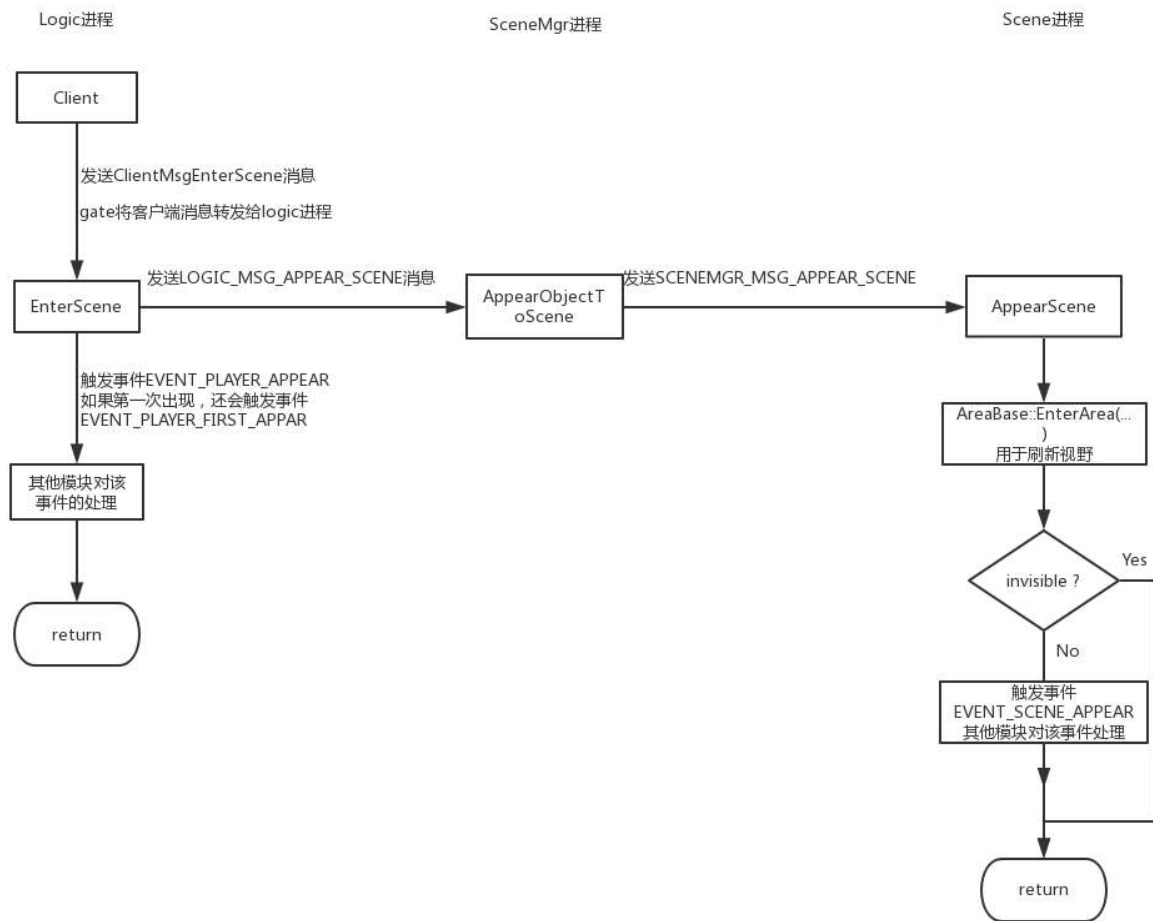 Logic进程
SceneMgr进程
Scene进程
Client
发送ClientMsgEnterScene消息
gate将客户端消息转发给logic进程
EnterScene
发送LOGIC_MSG_APPEAR_SCENE消息
AppearObjectT
oScene
发送SCENEMGR_MSG_APPEAR_SCENE
AppearScene
触发事件EVENT_PLAYER_APPEAR
如果第一次出现，还会触发事件
EVENT_PLAYER_FIRST_APPAR
其他模块对该
事件的处理
return
AreaBase::EnterArea(...
)
用于刷新视野
invisible ?
Yes
No
触发事件
EVENT_SCENE_APPEAR
其他模块对该事件处理
return